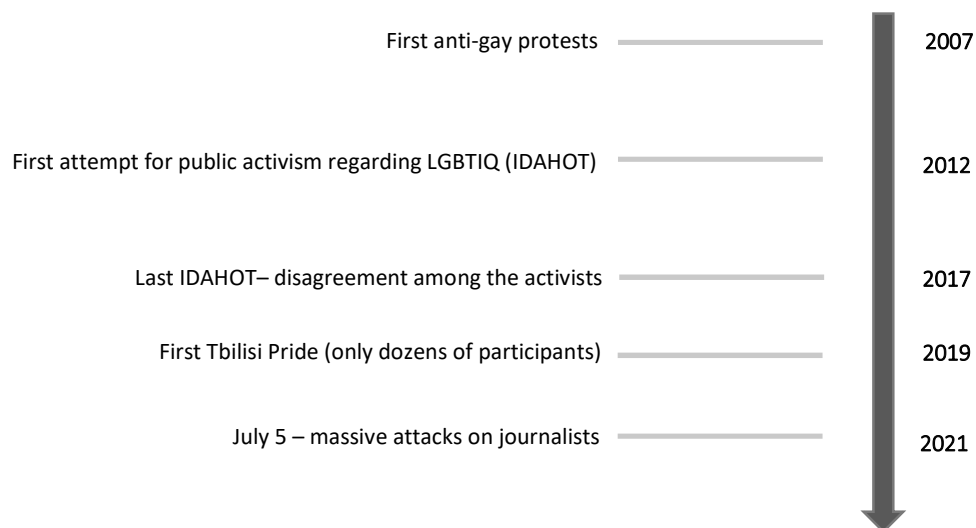 First anti-gay protests 2007
First attempt for public activism regarding LGBTIQ (IDAHOT) 2012
Last IDAHOT– disagreement among the activists 2017
First Tbilisi Pride (only dozens of participants) 2019
July 5 – massive attacks on journalists 2021